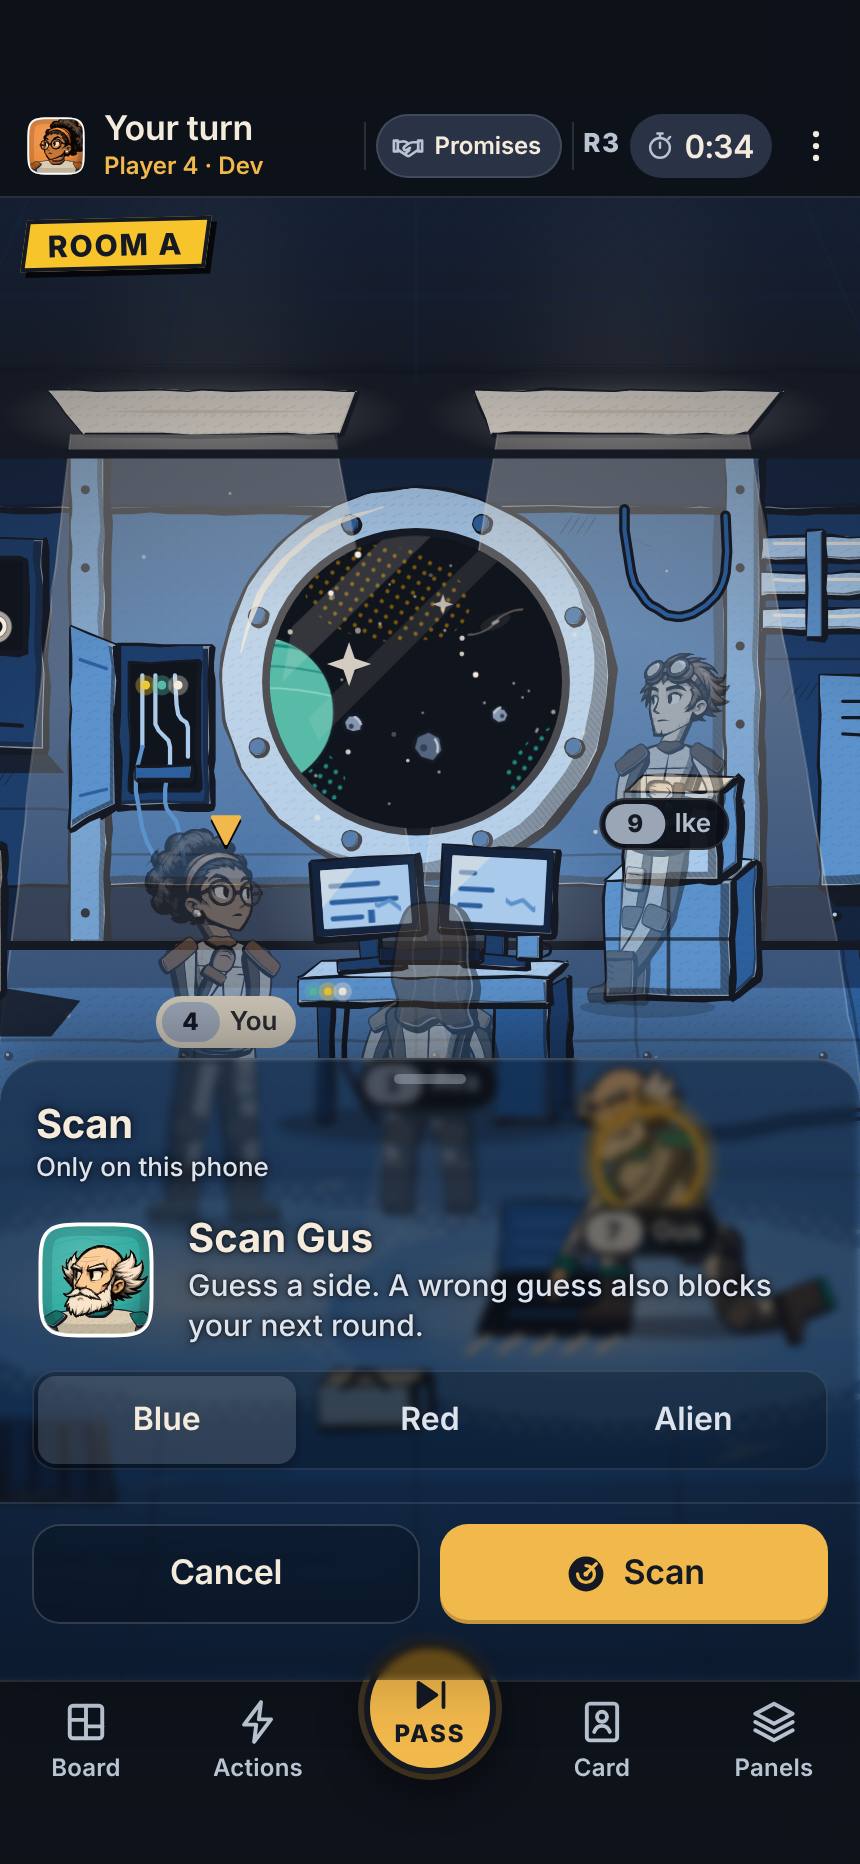 Your turn
Player 4 · Dev
Promises
R3
0:34
ROOM A
9 Ike
4 You
Scan
Only on this phone
7 Gus
Scan Gus
Guess a side. A wrong guess also blocks
your next round.
Blue
Red
Alien
Cancel
Scan
PASS
Board
Actions
Card
Panels